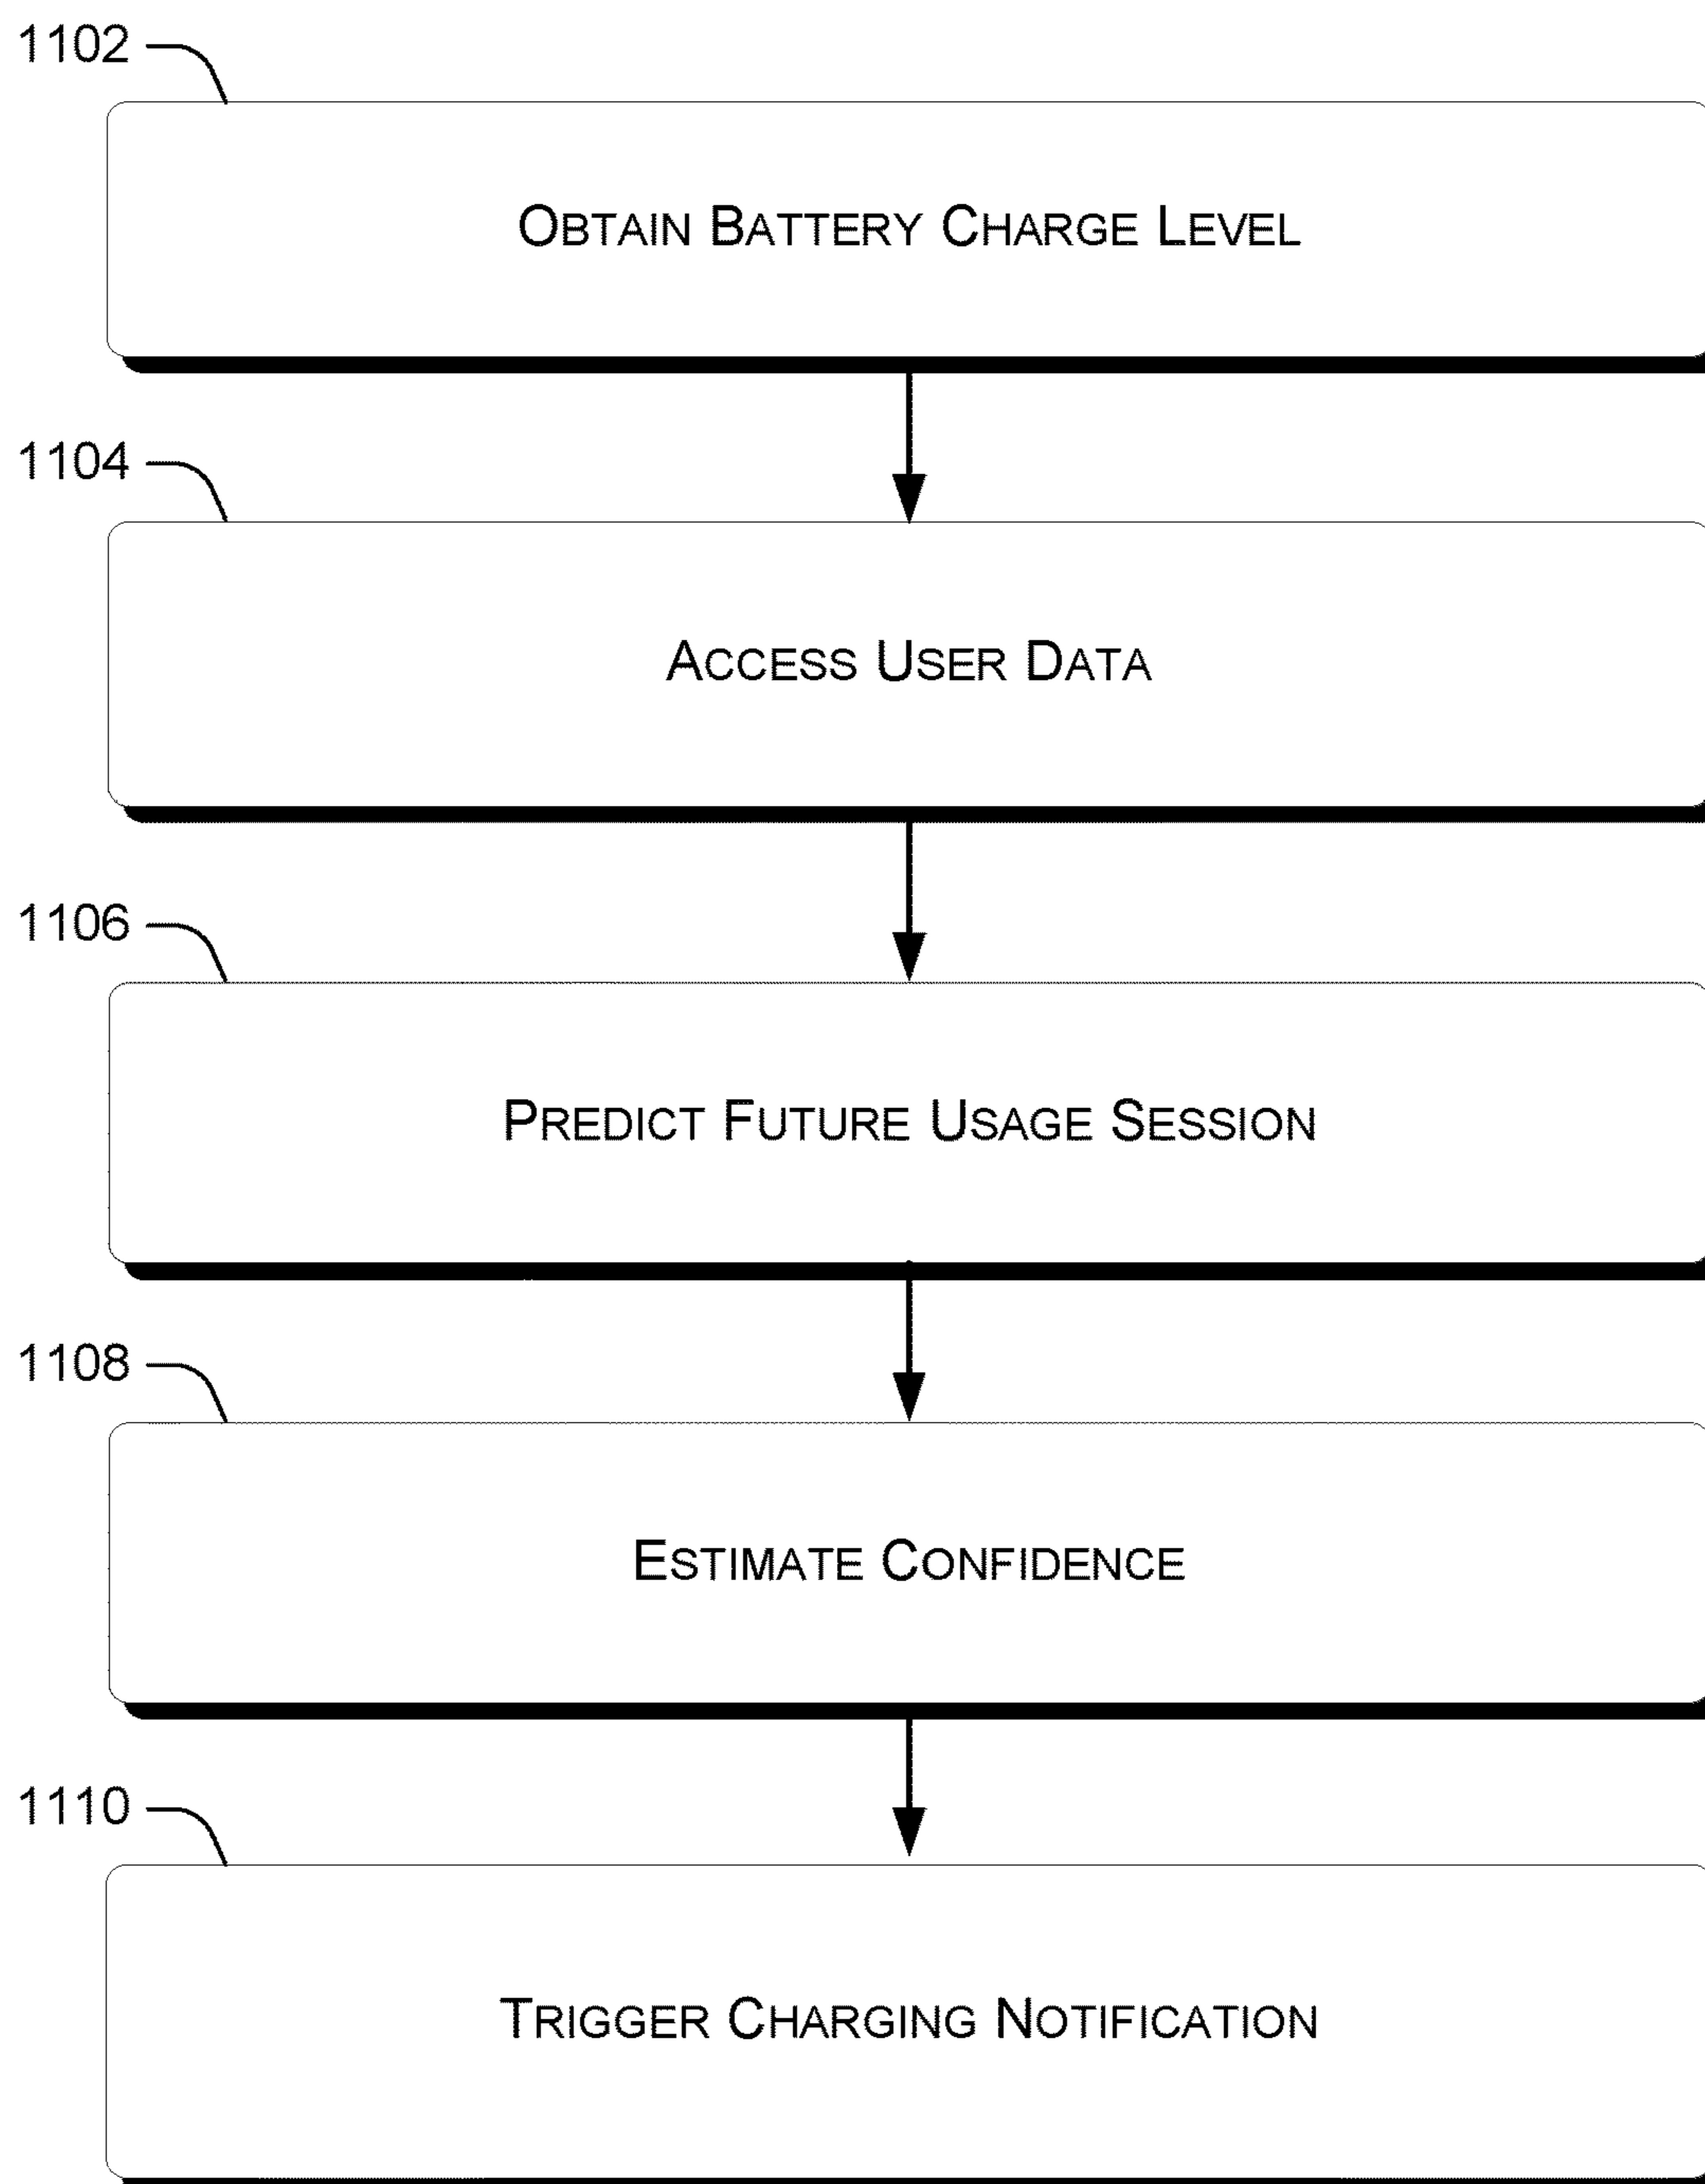 1102
OBTAIN BATTERY CHARGE LEVEL
1104
ACCESS USER DATA
1106
PREDICT FUTURE USAGE SESSION
1108
ESTIMATE CONFIDENCE
1110
TRIGGER CHARGING NOTIFICATION